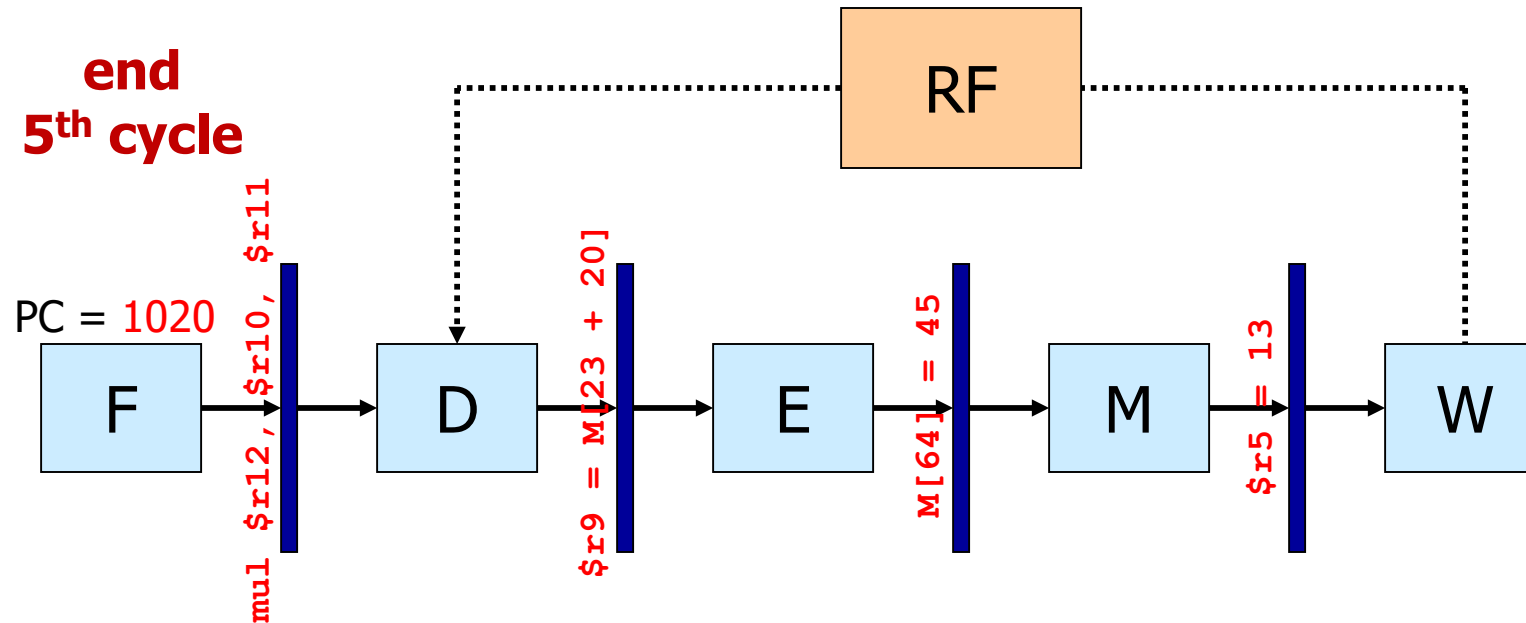 end
5th cycle
RF
PC = 1020
F
mul $r12, $r10, $r11
D
$r9 = M[23 + 20]
E
M[64] = 45
M
$r5 = 13
W